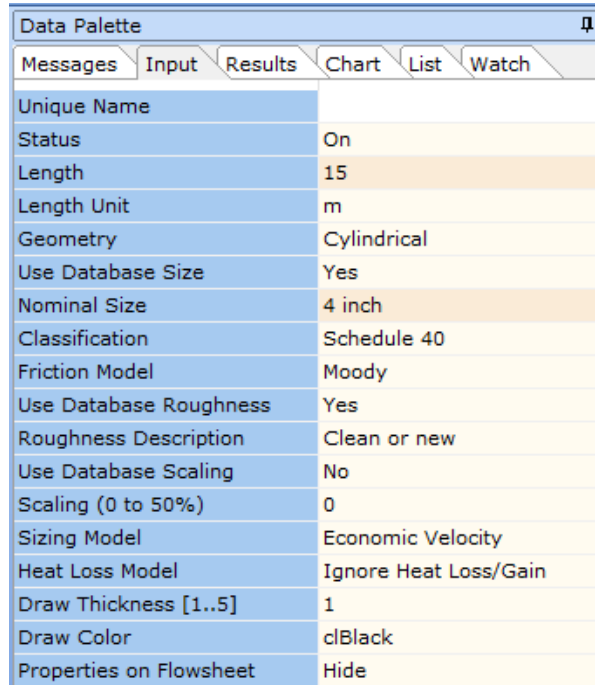 Data Palette
Messages Input Results Chart List Watch
Unique Name
Status On
Length 15
Length Unit m
Geometry Cylindrical
Use Database Size Yes
Nominal Size 4 inch
Classification Schedule 40
Friction Model Moody
Use Database Roughness Yes
Roughness Description Clean or new
Use Database Scaling No
Scaling (0 to 50%) 0
Sizing Model Economic Velocity
Heat Loss Model Ignore Heat Loss/Gain
Draw Thickness [1..5] 1
Draw Color clBlack
Properties on Flowsheet Hide